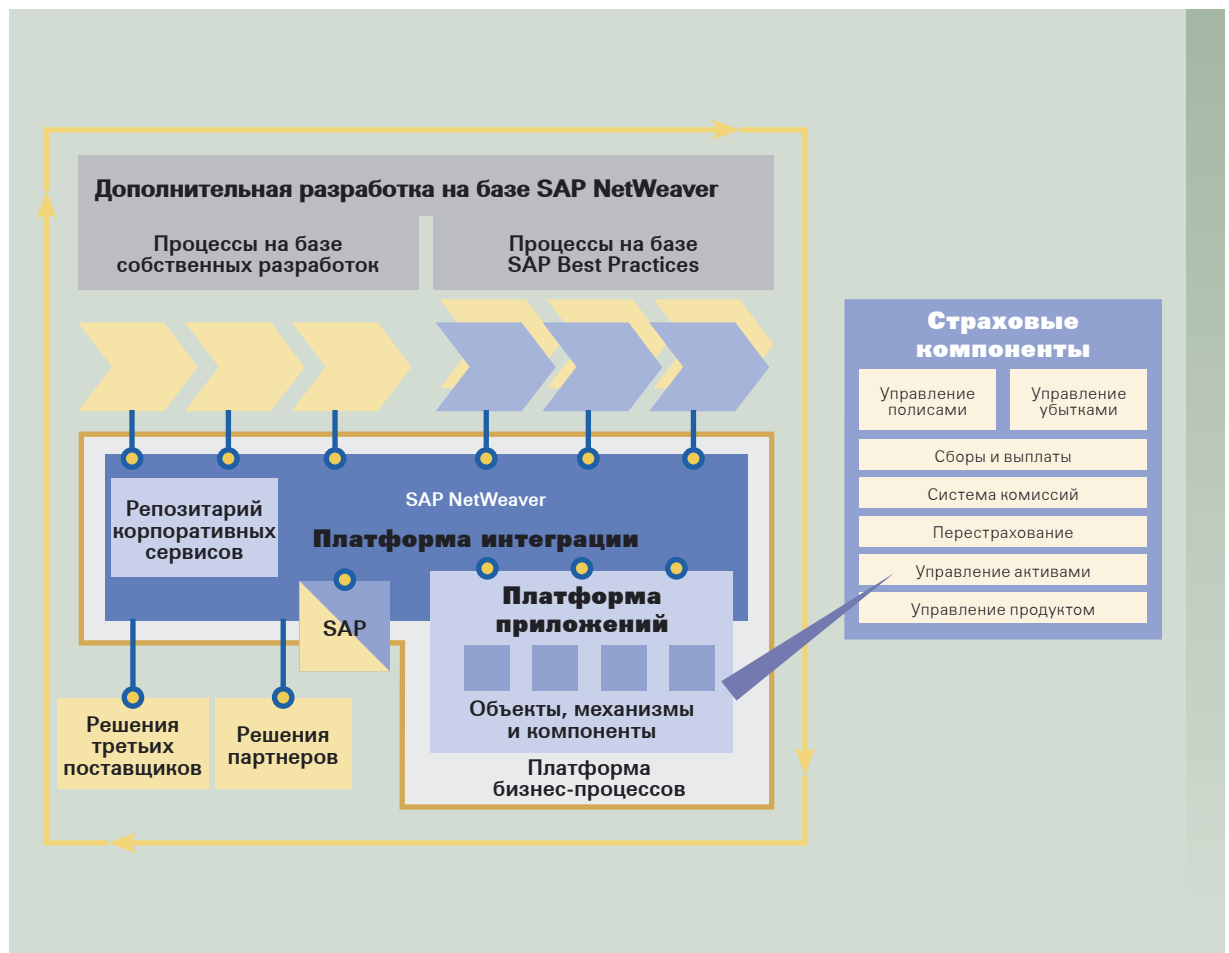 Дополнительная разработка на базе SAP NetWeaver
Процессы на базе
собственных разработок
Процессы на базе
SAP Best Practices
SAP NetWeaver
Платформа интеграции
Репозитарий
корпоративных
сервисов
SAP
Платформа
приложений
Объекты, механизмы
и компоненты
Платформа
бизнес-процессов
Решения
третьих
поставщиков
Решения
партнеров
Страховые
компоненты
Управление
полисами
Управление
убытками
Сборы и выплаты
Система комиссий
Перестрахование
Управление активами
Управление продуктом